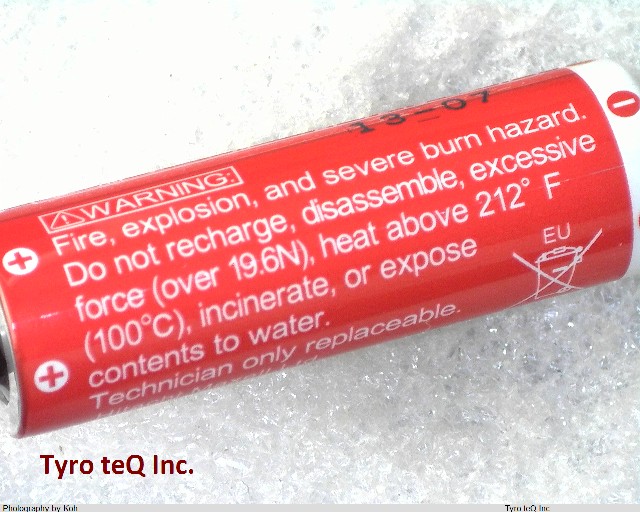 13-07
WARNING:
Fire, explosion, and severe burn hazard.
Do not recharge, disassemble, excessive
force (over 19.6N), heat above 212° F
(100°C), incinerate, or expose
contents to water.
Technician only replaceable.
EU
Tyro teQ Inc.
Photography by Koh
Tyro teQ Inc